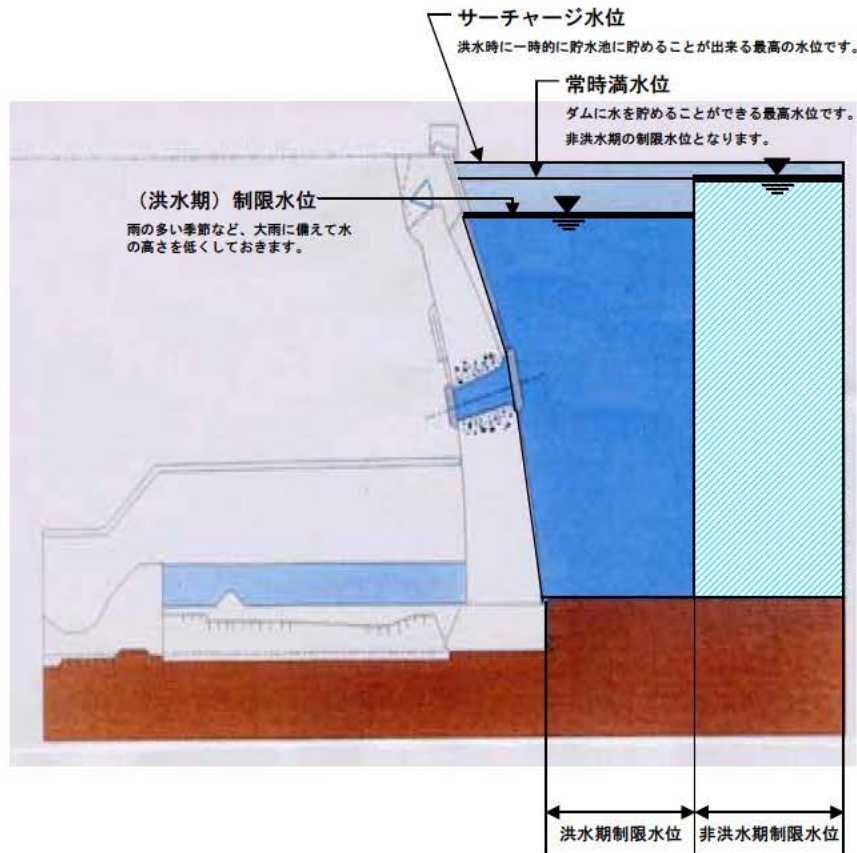 サーチャージ水位
洪水時に一時的に貯水池に貯めることが出来る最高の水位です。
常時満水位
ダムに水を貯めることができる最高水位です。
非洪水期の制限水位となります。
(洪水期)制限水位
雨の多い季節など、大雨に備えて水
の高さを低くしておきます。
洪水期制限水位
非洪水期制限水位